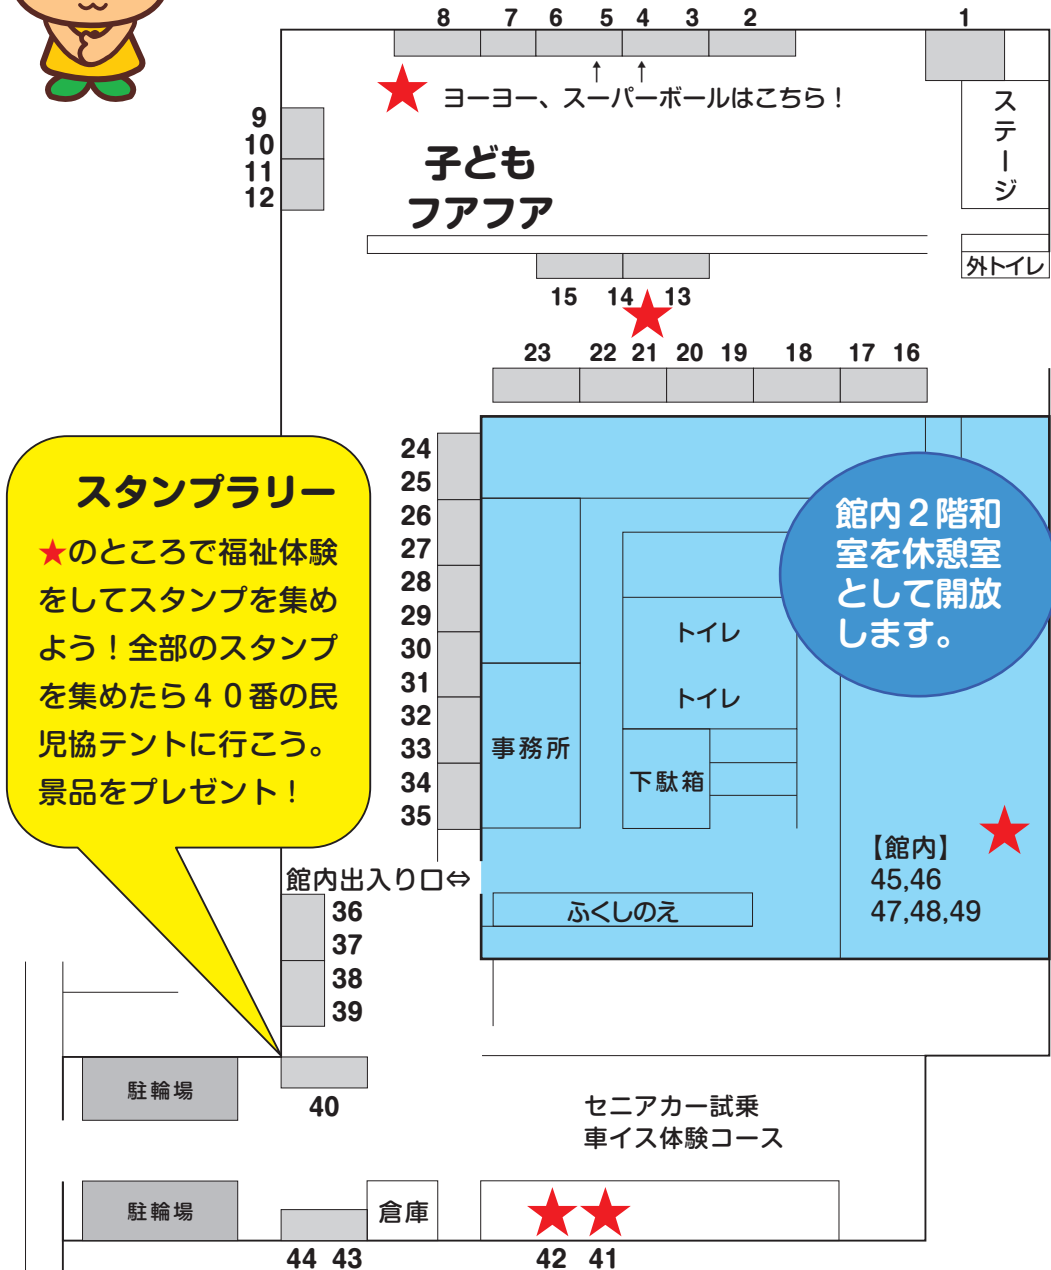 8 7 6 5 4 3 2 1
↑ ↑
★ ヨーヨー、スーパーボールはこちら！
ステージ
9
10
11
12
子ども
フアフア
外トイレ
15 14 13
★
23 22 21 20 19 18 17 16
24
25
26
27
28
29
30
31
32
33
34
35
スタンプラリー
★のところで福祉体験
をしてスタンプを集め
よう！全部のスタンプ
を集めたら４０番の民
児協テントに行こう。
景品をプレゼント！
館内２階和
室を休憩室
として開放
します。
トイレ
トイレ
事務所
下駄箱
★
【館内】
45,46
47,48,49
館内出入り口⇔
ふくしのえ
36
37
38
39
駐輪場
40
セニアカー試乗
車イス体験コース
駐輪場
倉庫
★★
44 43 42 41